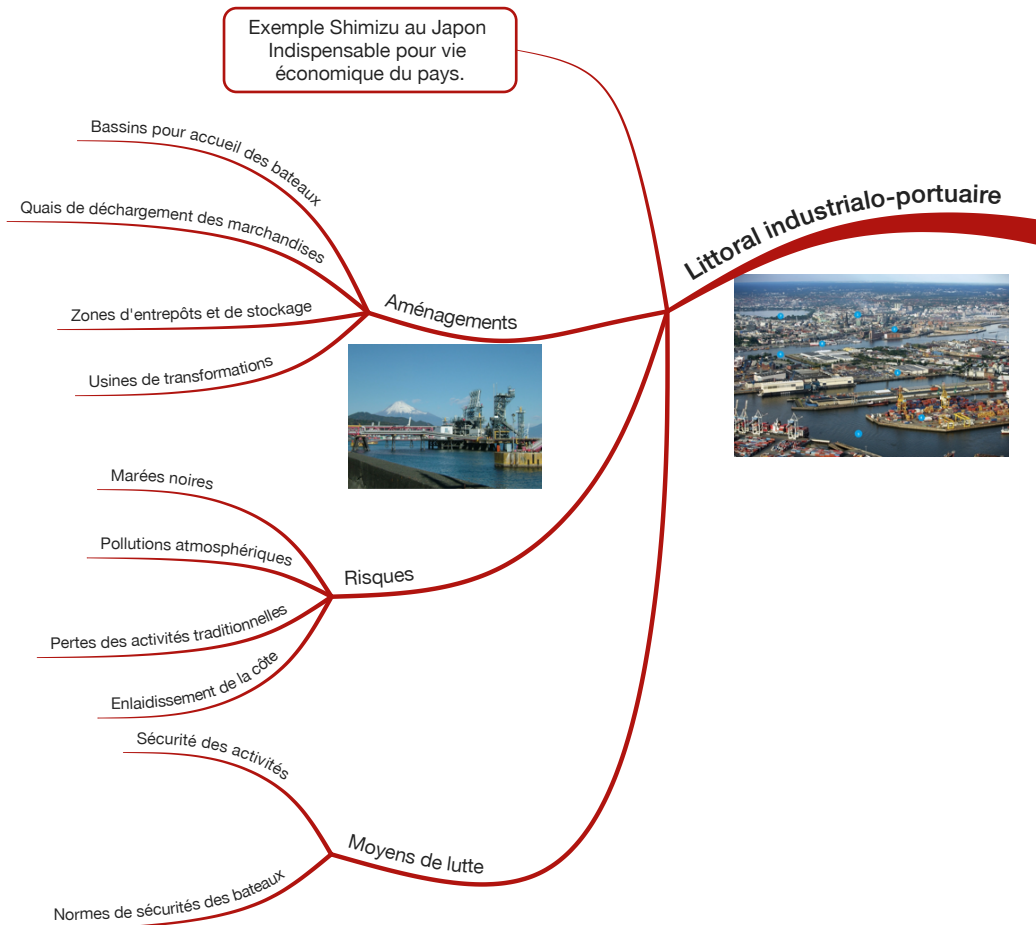 Exemple Shimizu au Japon
Indispensable pour vie
économique du pays.
Littoral industrialo-portuaire
Aménagements
Bassins pour accueil des bateaux
Quais de déchargement des marchandises
Zones d'entrepôts et de stockage
Usines de transformations
Risques
Marées noires
Pollutions atmosphériques
Pertes des activités traditionnelles
Enlaidissement de la côte
Moyens de lutte
Sécurité des activités
Normes de sécurités des bateaux